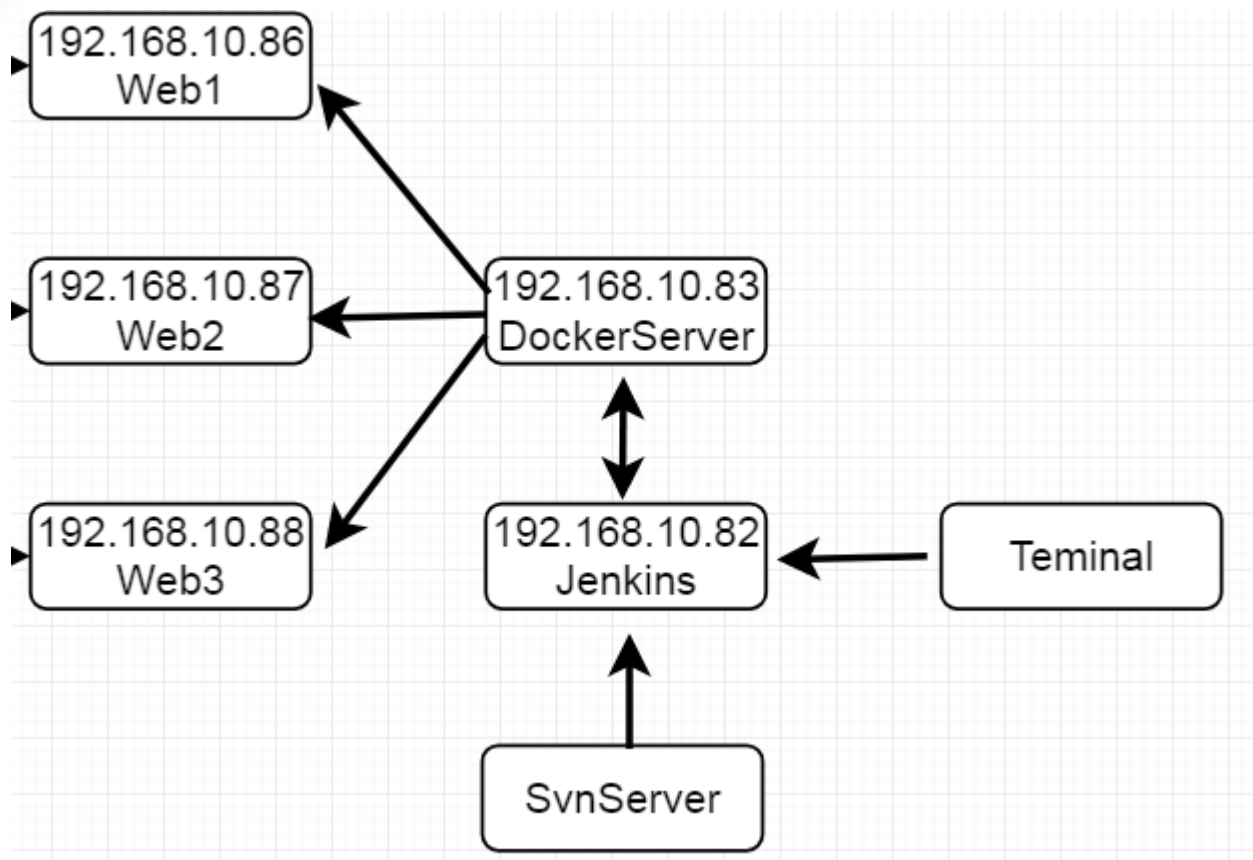 192.168.10.86
Web1
192.168.10.87
Web2
192.168.10.83
DockerServer
192.168.10.88
Web3
192.168.10.82
Jenkins
Teminal
SvnServer